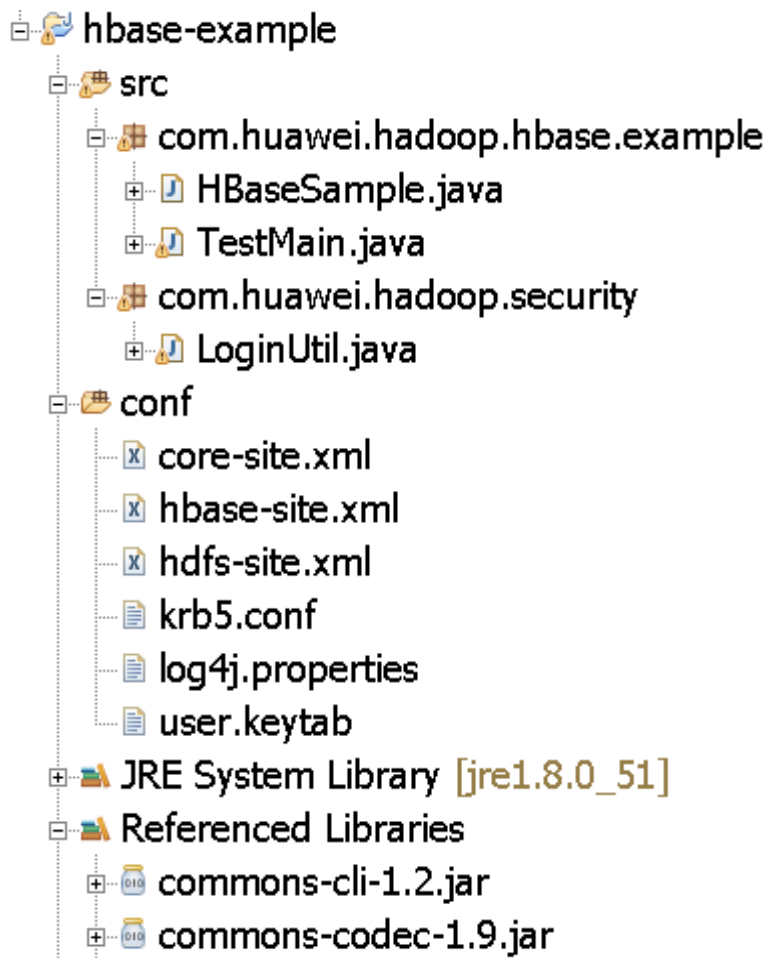 hbase-example
src
com.huawei.hadoop.hbase.example
HBaseSample.java
TestMain.java
com.huawei.hadoop.security
LoginUtil.java
conf
core-site.xml
hbase-site.xml
hdfs-site.xml
krb5.conf
log4j.properties
user.keytab
JRE System Library [jre1.8.0_51]
Referenced Libraries
commons-cli-1.2.jar
commons-codec-1.9.jar